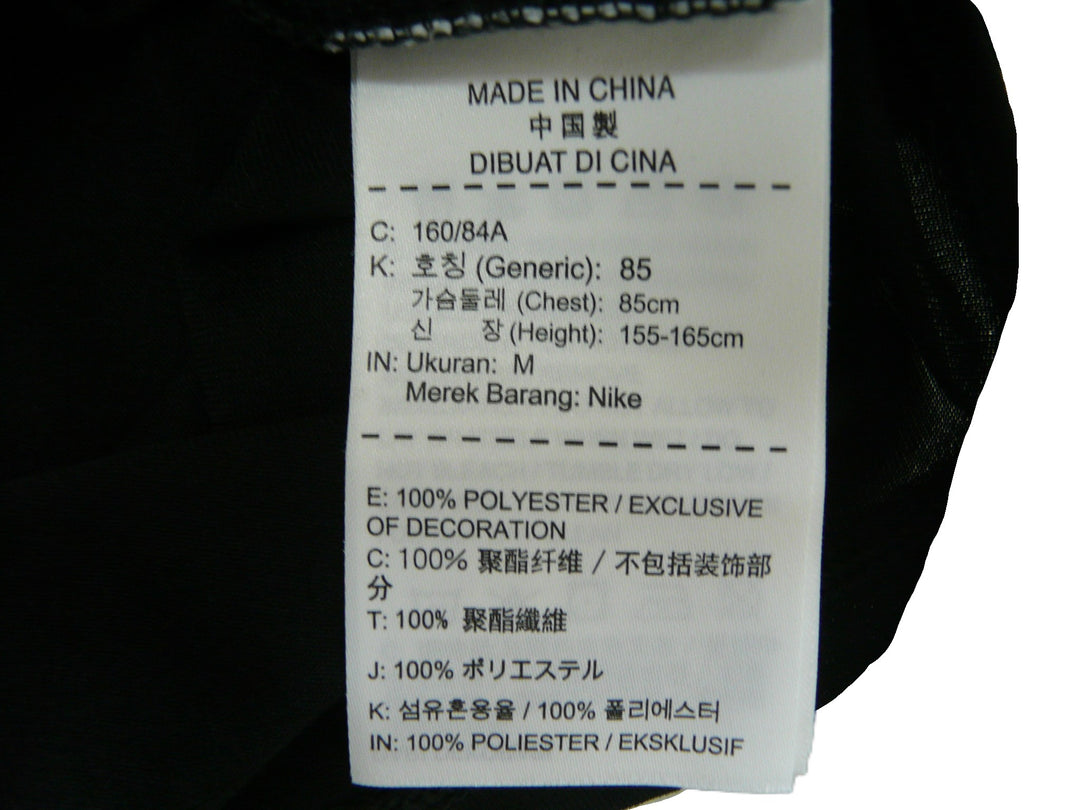 MADE IN CHINA
中国製
DIBUAT DI CINA
C: 160/84A
K: 호칭 (Generic): 85
가슴둘레 (Chest): 85cm
신 장 (Height): 155-165cm
IN: Ukuran: M
Merek Barang: Nike
E: 100% POLYESTER / EXCLUSIVE
OF DECORATION
C: 100% 聚酯纤维 / 不包括装饰部
分
T: 100% 聚酯纖維
J: 100% ポリエステル
K: 섬유혼용율 / 100% 폴리에스터
IN: 100% POLIESTER / EKSKLUSIF